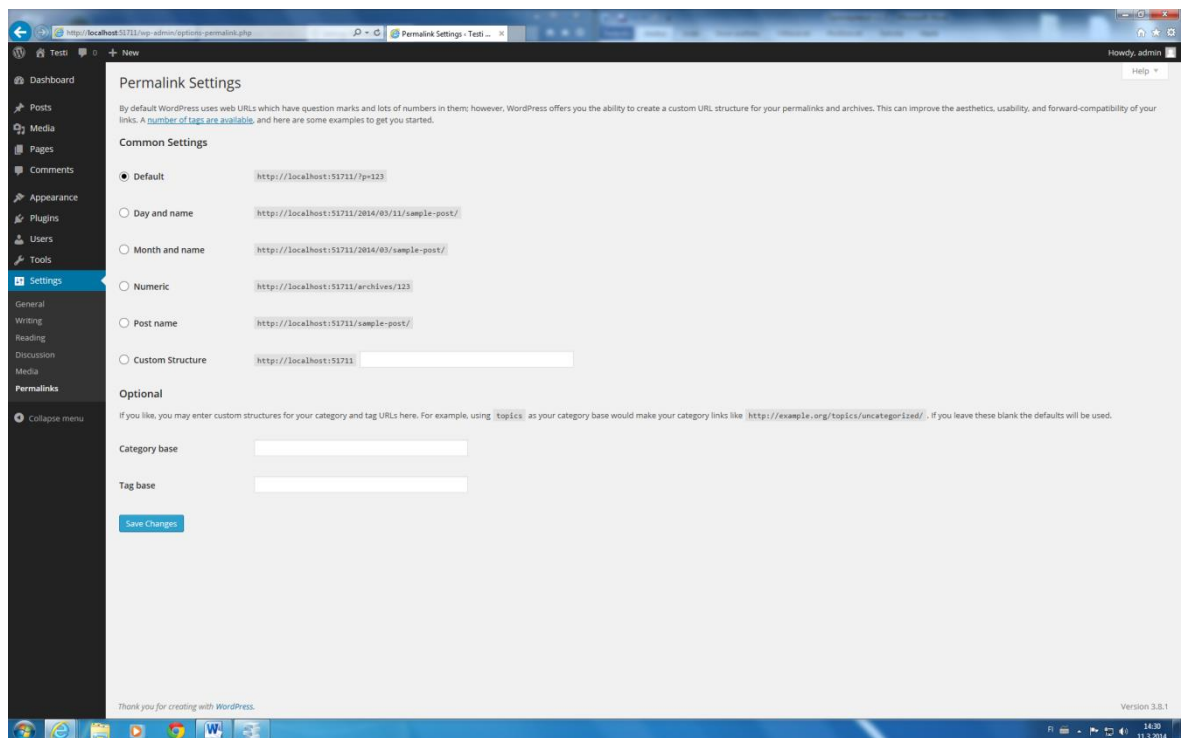 http://localhost:51711/wp-admin/options-permalink.php
Permalink Settings ‹ Testi ...
Testi 0 + New
Howdy, admin
Help
Dashboard
Posts
Media
Pages
Comments
Appearance
Plugins
Users
Tools
Settings
General
Writing
Reading
Discussion
Media
Permalinks
Collapse menu
Permalink Settings
By default WordPress uses web URLs which have question marks and lots of numbers in them; however, WordPress offers you the ability to create a custom URL structure for your permalinks and archives. This can improve the aesthetics, usability, and forward-compatibility of your
links. A number of tags are available, and here are some examples to get you started.
Common Settings
Default http://localhost:51711/?p=123
Day and name http://localhost:51711/2014/03/11/sample-post/
Month and name http://localhost:51711/2014/03/sample-post/
Numeric http://localhost:51711/archives/123
Post name http://localhost:51711/sample-post/
Custom Structure http://localhost:51711
Optional
If you like, you may enter custom structures for your category and tag URLs here. For example, using topics as your category base would make your category links like http://example.org/topics/uncategorized/ . If you leave these blank the defaults will be used.
Category base
Tag base
Save Changes
Thank you for creating with WordPress.
Version 3.8.1
FI
14:30
11.3.2014